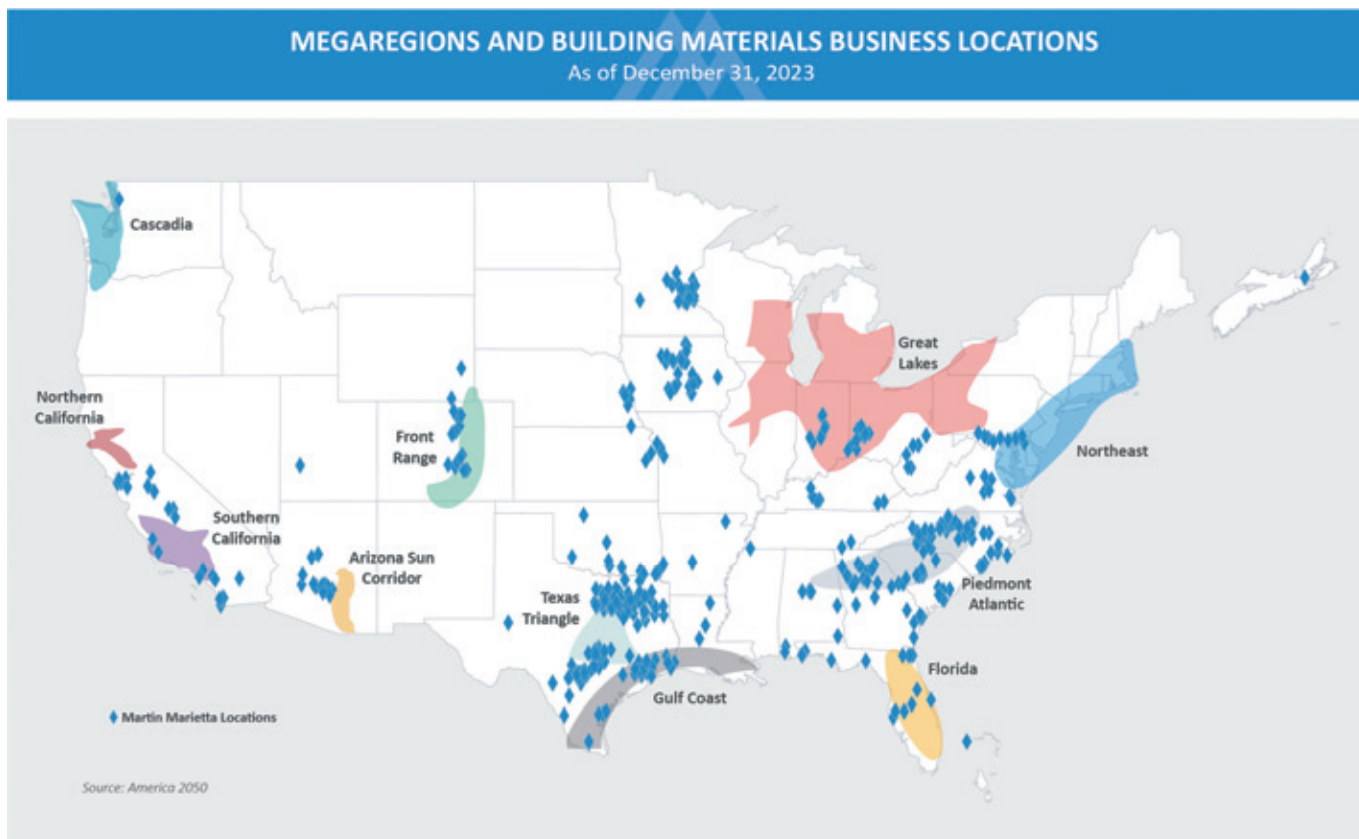 MEGAREGIONS AND BUILDING MATERIALS BUSINESS LOCATIONS
As of December 31, 2023
Cascadia
Great
Lakes
Northern
California
Front
Range
Northeast
Southern
California
Arizona Sun
Corridor
Texas
Triangle
Piedmont
Atlantic
Florida
Gulf Coast
Martin Marietta Locations
Source: America 2050